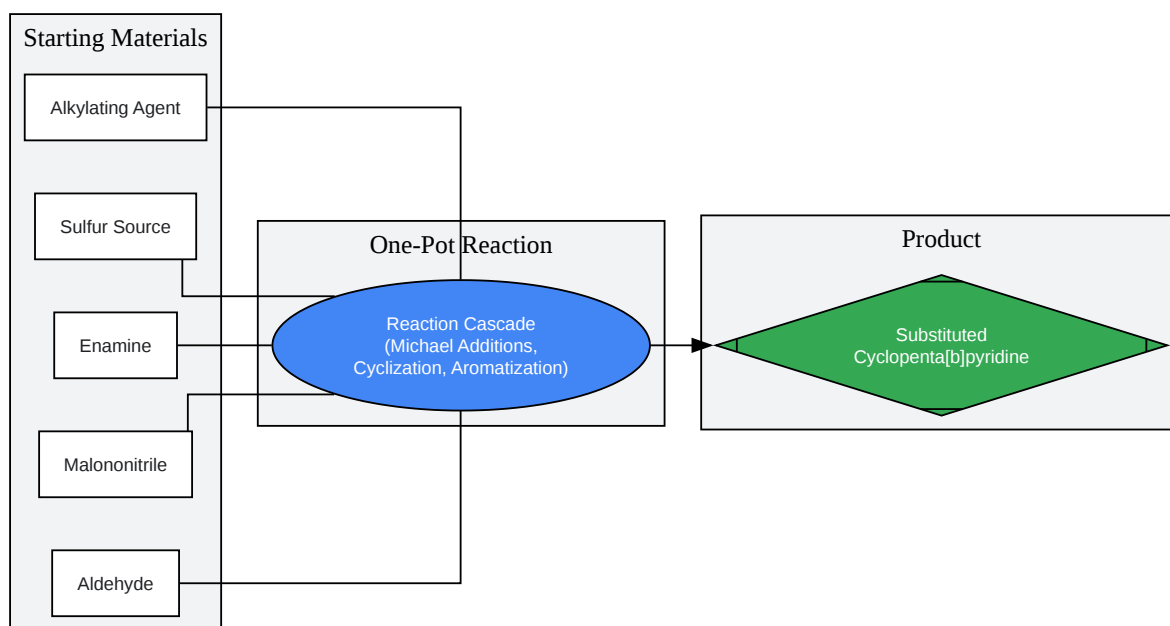 Starting Materials
Alkylating Agent
Sulfur Source
Enamine
Malononitrile
Aldehyde
One-Pot Reaction
Reaction Cascade
(Michael Additions,
Cyclization, Aromatization)
Product
Substituted
Cyclopenta[b]pyridine